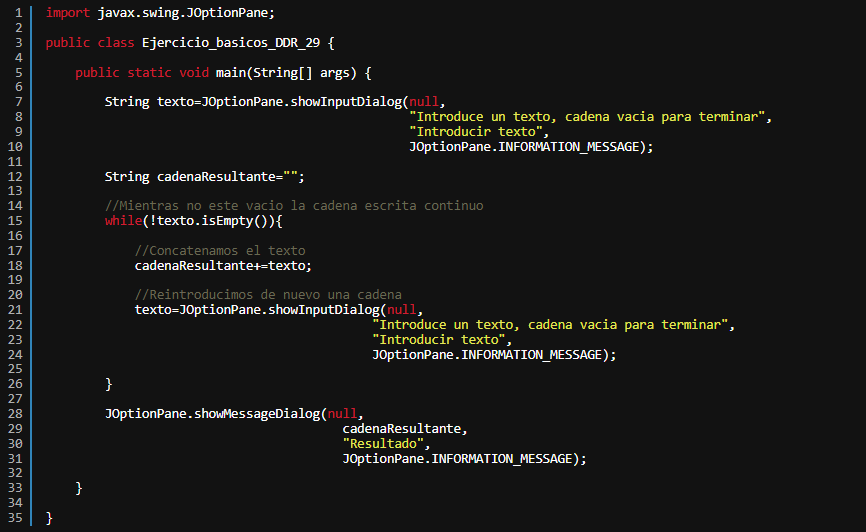 1 import javax.swing.JOptionPane;
2
3 public class Ejercicio_basicos_DDR_29 {
4
5     public static void main(String[] args) {
6
7         String texto=JOptionPane.showInputDialog(null,
8                                                  "Introduce un texto, cadena vacia para terminar",
9                                                  "Introducir texto",
10                                                 JOptionPane.INFORMATION_MESSAGE);
11
12         String cadenaResultante="";
13
14         //Mientras no este vacio la cadena escrita continuo
15         while(!texto.isEmpty()){
16
17             //Concatenamos el texto
18             cadenaResultante+=texto;
19
20             //Reintroducimos de nuevo una cadena
21             texto=JOptionPane.showInputDialog(null,
22                                             "Introduce un texto, cadena vacia para terminar",
23                                             "Introducir texto",
24                                             JOptionPane.INFORMATION_MESSAGE);
25
26         }
27
28         JOptionPane.showMessageDialog(null,
29                                         cadenaResultante,
30                                         "Resultado",
31                                         JOptionPane.INFORMATION_MESSAGE);
32
33     }
34
35 }